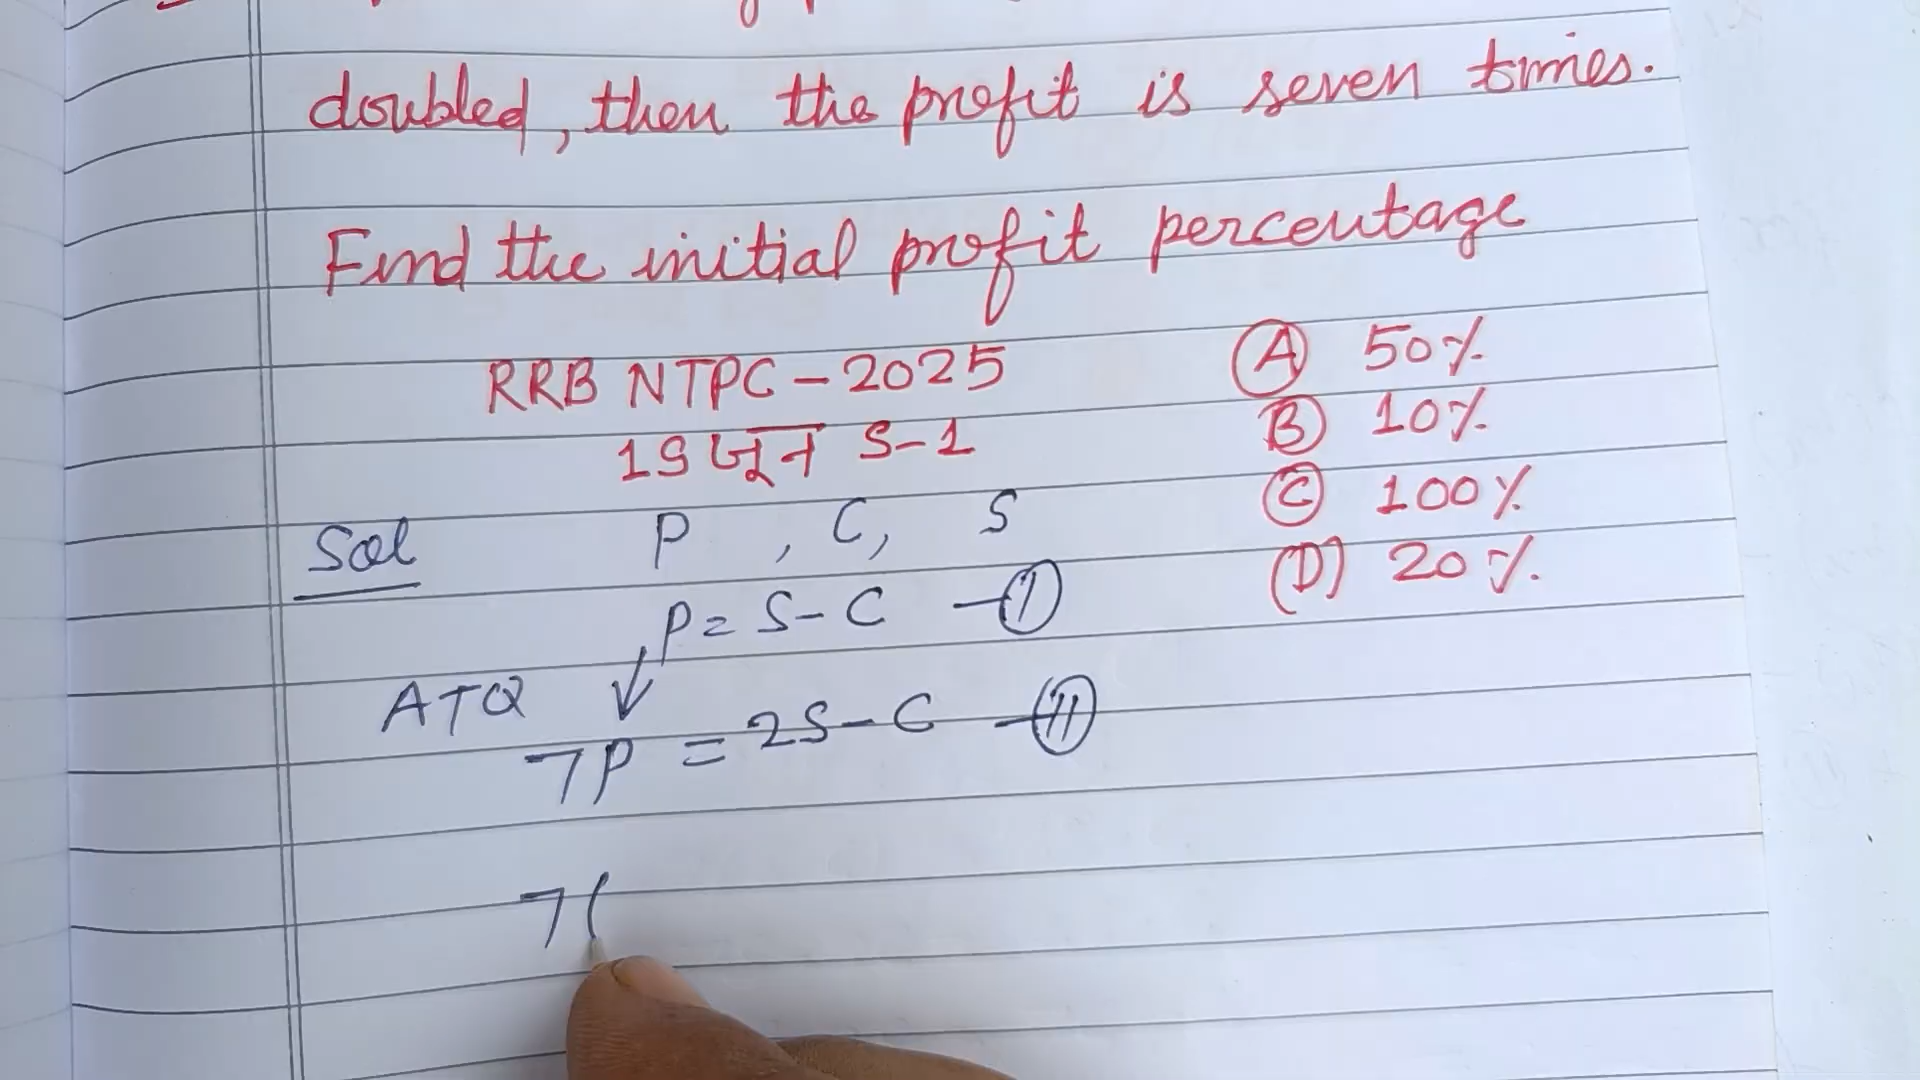 doubled, then the profit is seven times.
Find the initial profit percentage
RRB NTPC - 2025
19 जून S-1
(A) 50%
(B) 10%
(C) 100%
(D) 20%
Sol P , C, S
P = S - C - (I)
ATQ
7P = 2S - C - (II)
7(